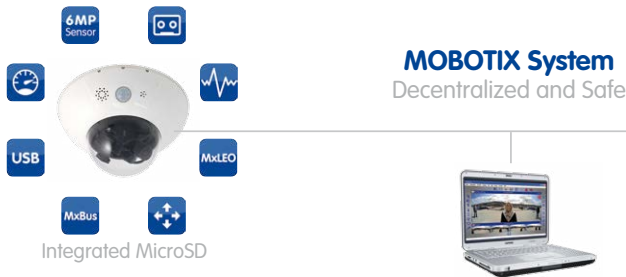 6MP
Sensor
MOBOTIX System
Decentralized and Safe
USB
MxLEO
MxBus
Integrated MicroSD